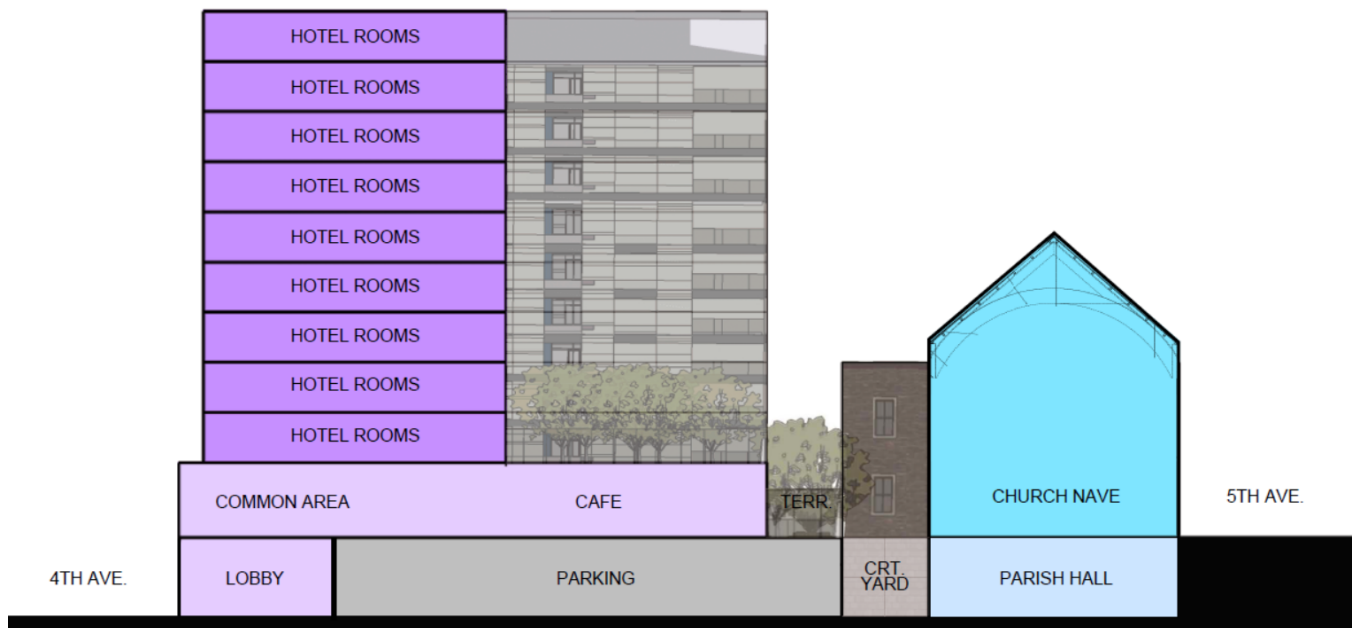 HOTEL ROOMS
HOTEL ROOMS
HOTEL ROOMS
HOTEL ROOMS
HOTEL ROOMS
HOTEL ROOMS
HOTEL ROOMS
HOTEL ROOMS
HOTEL ROOMS
COMMON AREA
CAFE
TERR.
CHURCH NAVE
5TH AVE.
4TH AVE.
LOBBY
PARKING
CRT.
YARD
PARISH HALL